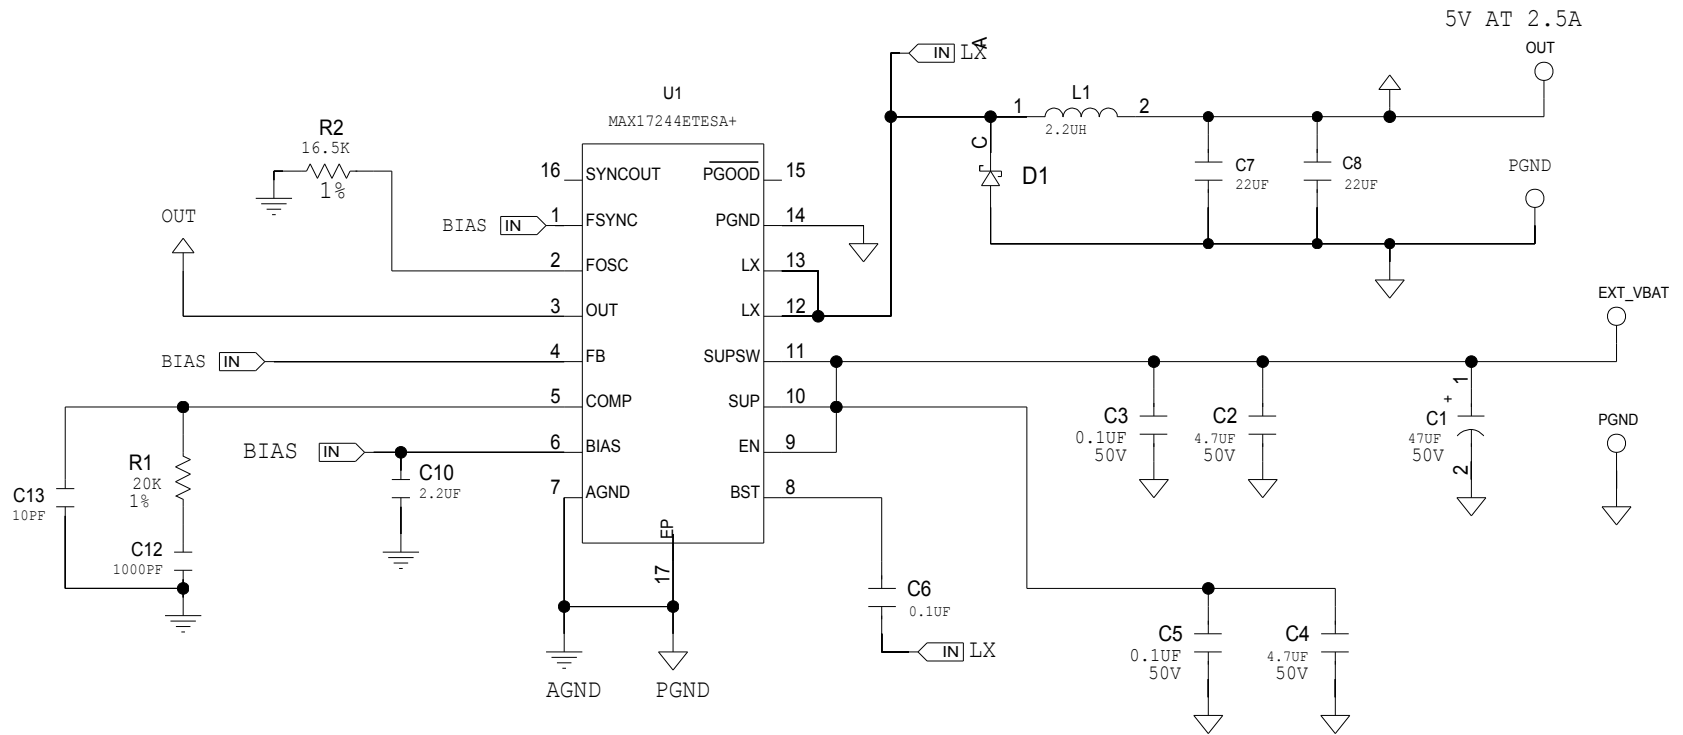 5V AT 2.5A
OUT
IN LX
A
U1
MAX17244ETESA+
1 L1 2
2.2UH
R2
16.5K
1%
C
D1
C7
22UF
C8
22UF
PGND
16 SYNCOUT PGOOD 15
OUT
BIAS IN 1 FSYNC PGND 14
2 FOSC LX 13
EXT_VBAT
3 OUT LX 12
BIAS IN 4 FB SUPSW 11
1
+
5 COMP SUP 10
C3
0.1UF
50V
C2
4.7UF
50V
C1
47UF
50V
2
PGND
BIAS IN 6 BIAS EN 9
R1
20K
1%
C10
2.2UF
C13
10PF
7 AGND BST 8
EP
17
C12
1000PF
C6
0.1UF
IN LX
C5
0.1UF
50V
C4
4.7UF
50V
AGND PGND